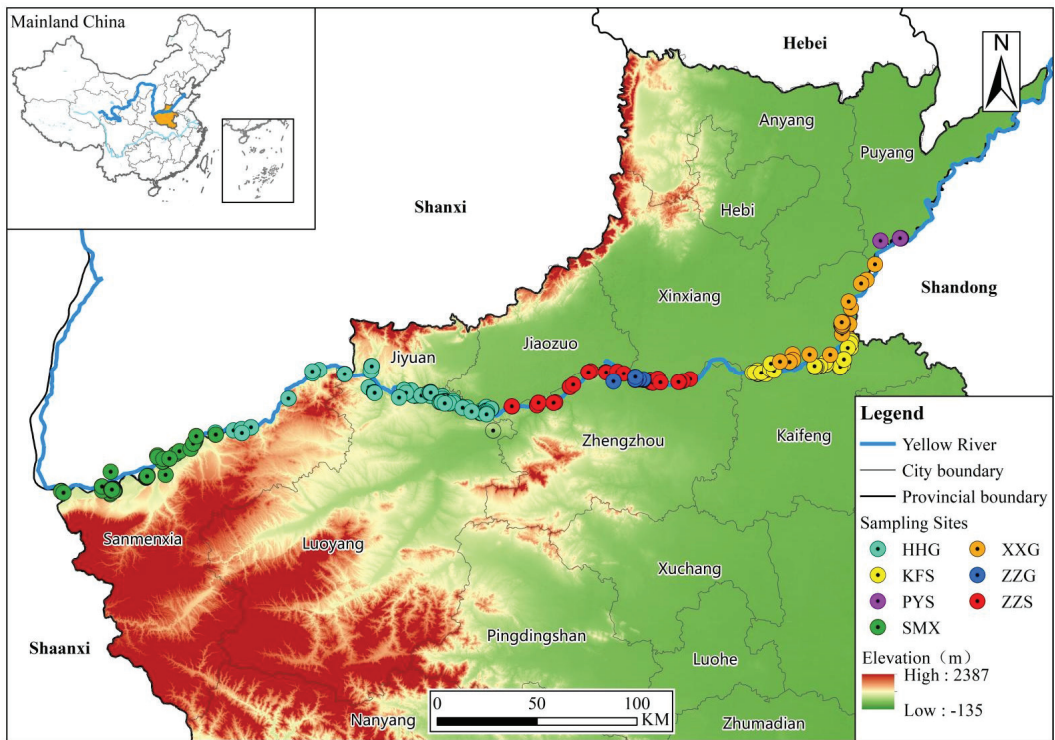 Mainland China
Hebei
N
Anyang
Puyang
Shanxi
Hebi
Shandong
Xinxiang
Jiaozuo
Jiyuan
Zhengzhou
Kaifeng
Sanmenxia
Luoyang
Xuchang
Shaanxi
Pingdingshan
Luohe
Nanyang
Zhumadian
0 50 100
KM
Legend
Yellow River
City boundary
Provincial boundary
Sampling Sites
HHG XXG
KFS ZZG
PYS ZZS
SMX
Elevation（m）
High : 2387
Low : -135